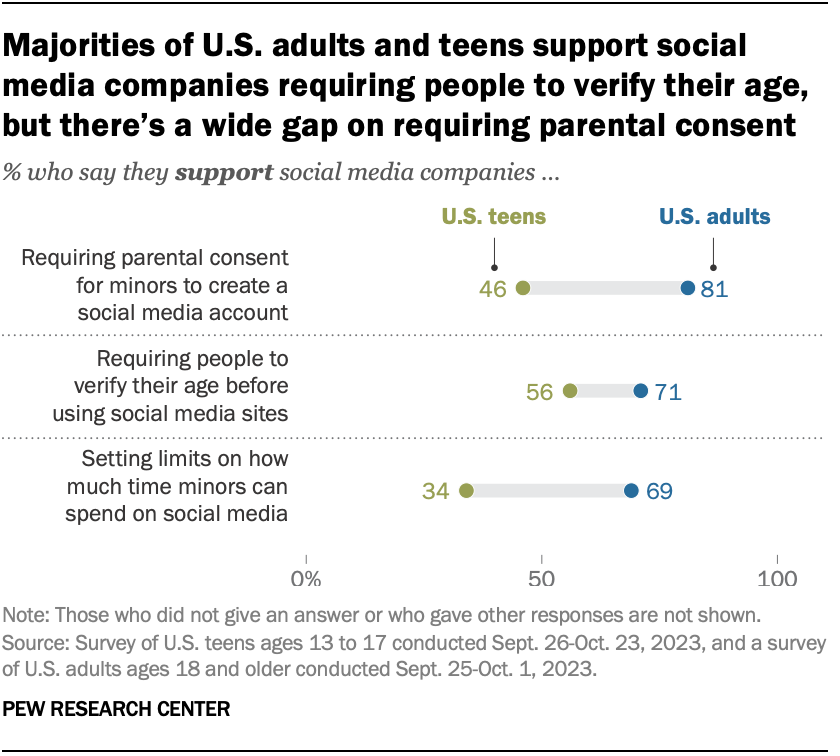 Majorities of U.S. adults and teens support social
media companies requiring people to verify their age,
but there’s a wide gap on requiring parental consent
% who say they support social media companies ...
U.S. teens
U.S. adults
Requiring parental consent
for minors to create a
social media account
46
81
Requiring people to
verify their age before
using social media sites
56
71
Setting limits on how
much time minors can
spend on social media
34
69
0%
50
100
Note: Those who did not give an answer or who gave other responses are not shown.
Source: Survey of U.S. teens ages 13 to 17 conducted Sept. 26-Oct. 23, 2023, and a survey
of U.S. adults ages 18 and older conducted Sept. 25-Oct. 1, 2023.
PEW RESEARCH CENTER